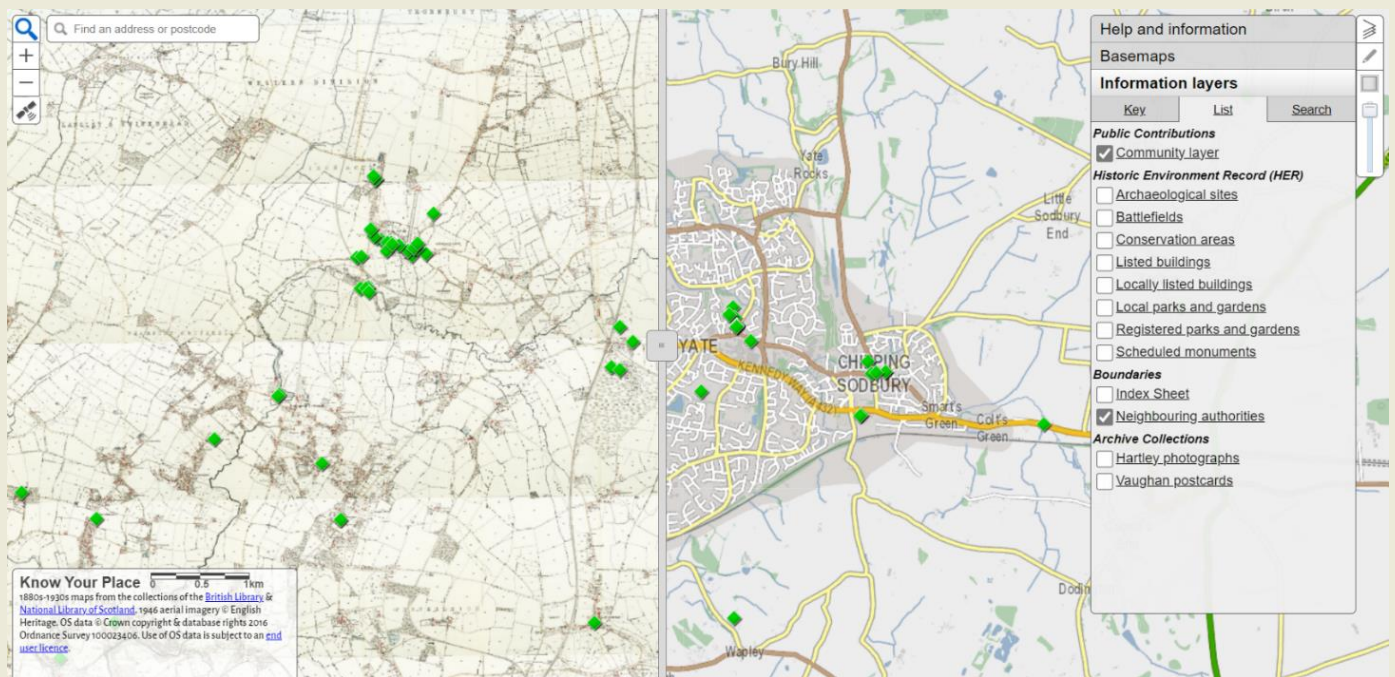 Find an address or postcode
THORNBURY
WESTERN DIVISION
Bury Hill
Yate
Rocks
Little
Sodbury
End
YATE
CHIPPING
SODBURY
KENNEDY WAY/A 4321
Smart's
Green
Colt's
Green
Dodin
Wapley
Help and information
Basemaps
Information layers
Key
List
Search
Public Contributions
Community layer
Historic Environment Record (HER)
Archaeological sites
Battlefields
Conservation areas
Listed buildings
Locally listed buildings
Local parks and gardens
Registered parks and gardens
Scheduled monuments
Boundaries
Index Sheet
Neighbouring authorities
Archive Collections
Hartley photographs
Vaughan postcards
Know Your Place 0 0.5 1km
1880s-1930s maps from the collections of the British Library &
National Library of Scotland. 1946 aerial imagery © English
Heritage. OS data © Crown copyright & database rights 2016
Ordnance Survey 100023406. Use of OS data is subject to an end
user licence.